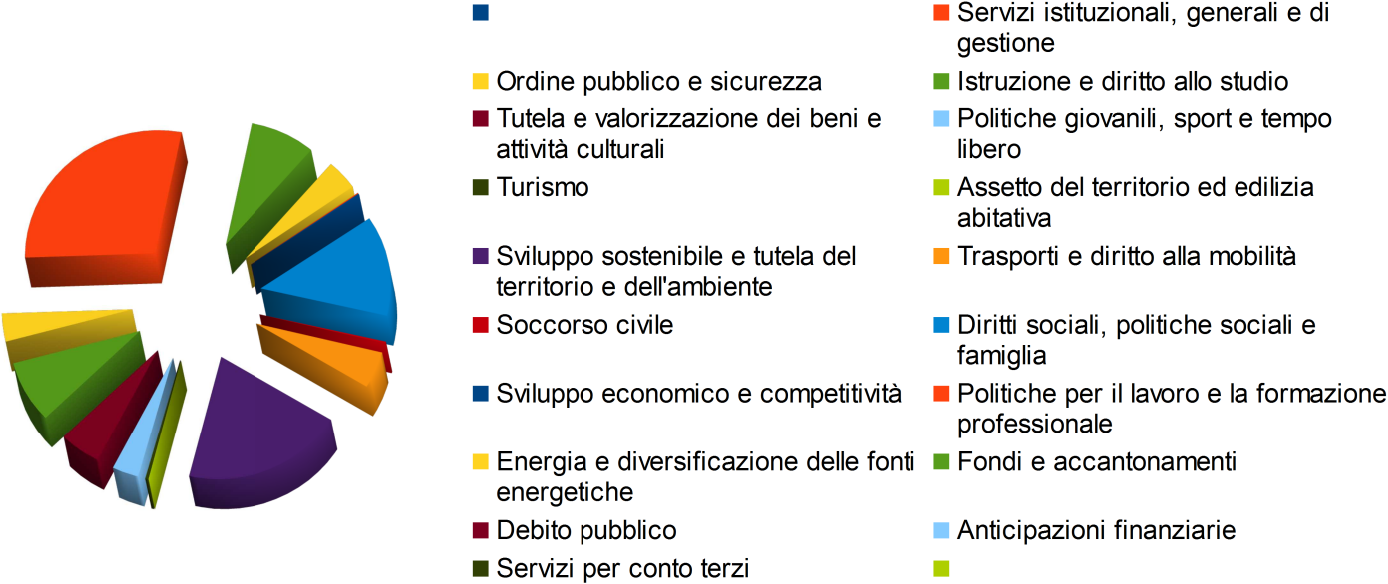 Servizi istituzionali, generali e di
gestione
Ordine pubblico e sicurezza
Istruzione e diritto allo studio
Tutela e valorizzazione dei beni e
attività culturali
Politiche giovanili, sport e tempo
libero
Turismo
Assetto del territorio ed edilizia
abitativa
Sviluppo sostenibile e tutela del
territorio e dell'ambiente
Trasporti e diritto alla mobilità
Soccorso civile
Diritti sociali, politiche sociali e
famiglia
Sviluppo economico e competitività
Politiche per il lavoro e la formazione
professionale
Energia e diversificazione delle fonti
energetiche
Fondi e accantonamenti
Debito pubblico
Anticipazioni finanziarie
Servizi per conto terzi